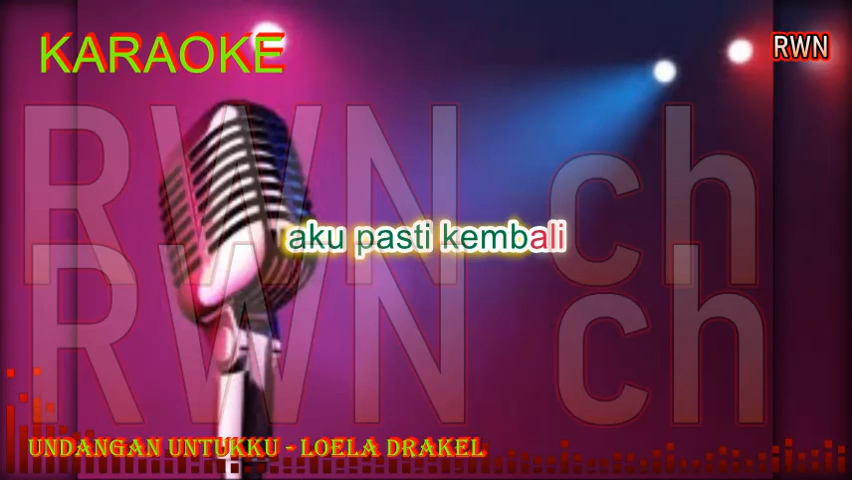 KARAOKE
RWN
RWN ch
aku pasti kembali
RWN ch
UNDANGAN UNTUKKU - LOELA DRAKEL